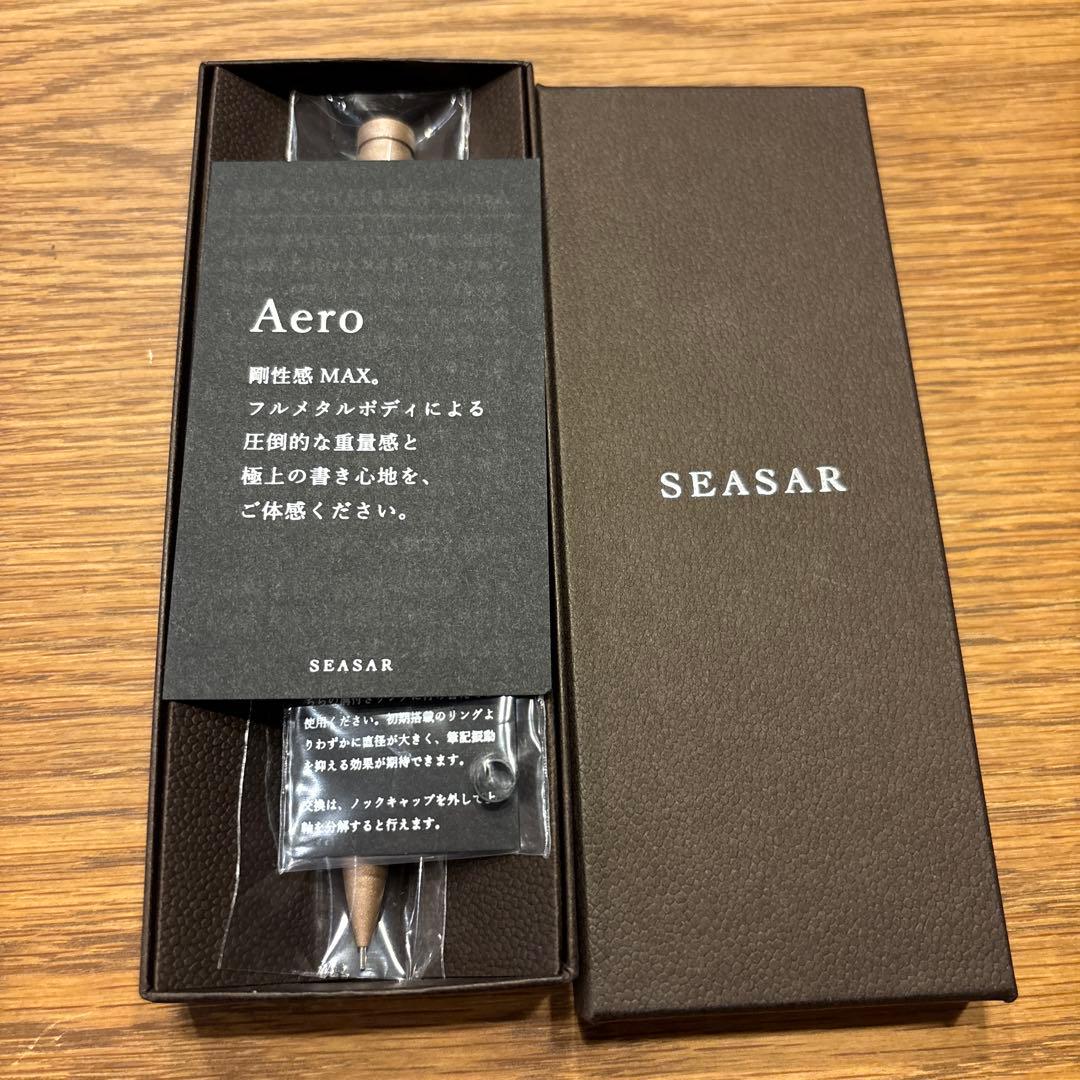 Aero
剛性感 MAX。
フルメタルボディによる
圧倒的な重量感と
極上の書き心地を、
ご体感ください。
SEASAR
使用ください。初期搭載のリングよ
りわずかに直径が大きく、筆記振動
を抑える効果が期待できます。
交換は、ノックキャップを外して上
軸を分解すると行えます。
SEASAR